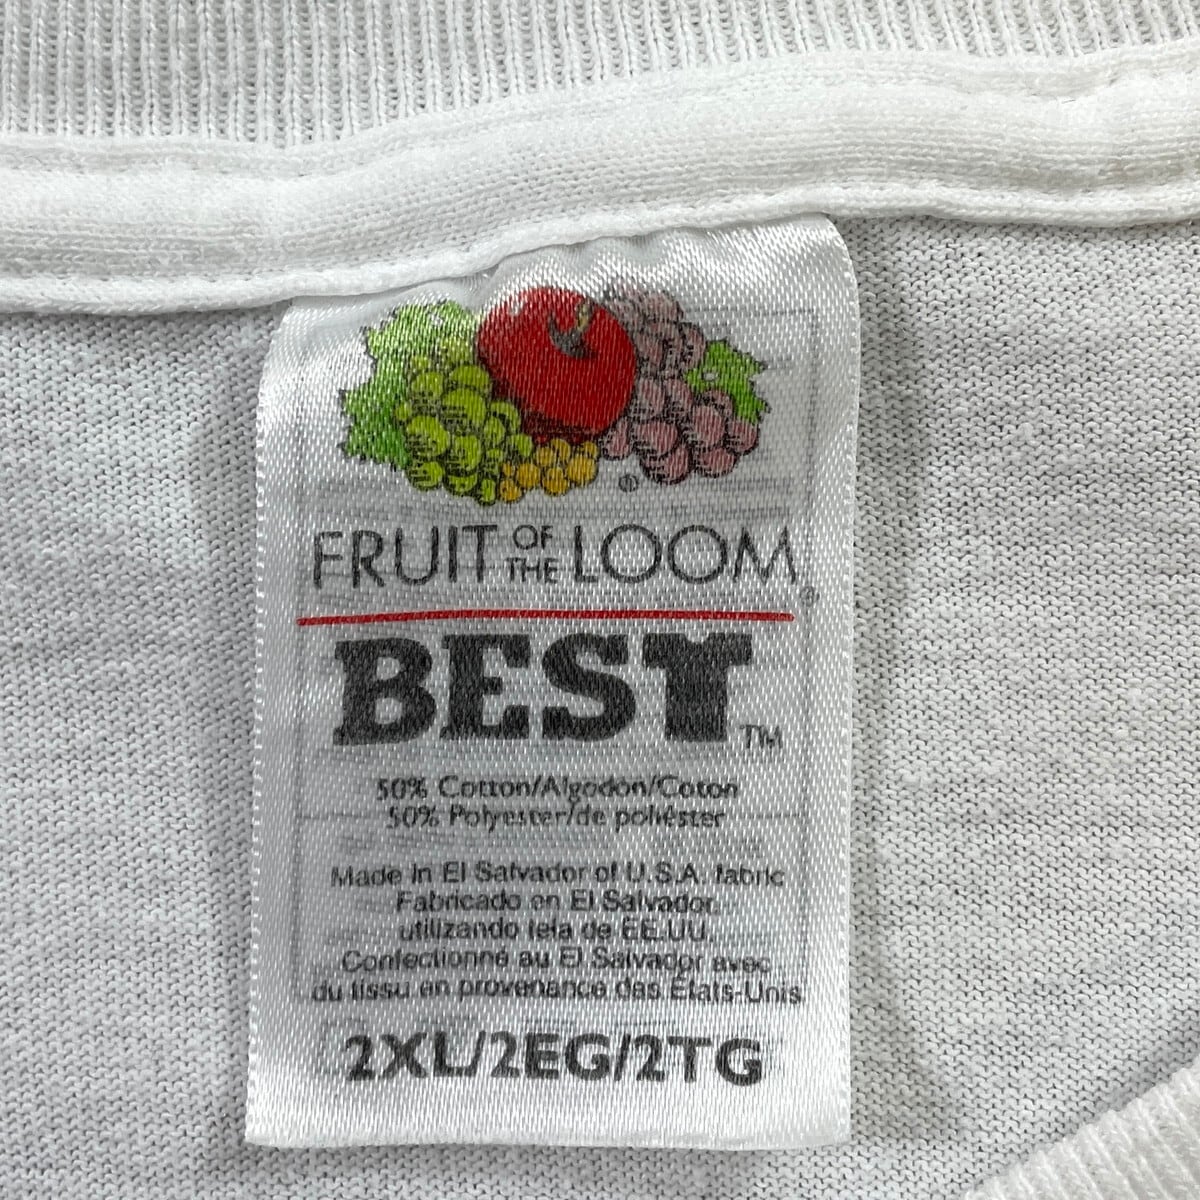 ®
FRUIT OF THE LOOM®
BEST™
50% Cotton/Algodón/Coton
50% Polyester/de poliéster
Made In El Salvador of U.S.A. fabric
Fabricado en El Salvador
utilizando tela de EE.UU.
Confectionné au El Salvador avec
du tissu en provenance des États-Unis
2XL/2EG/2TG